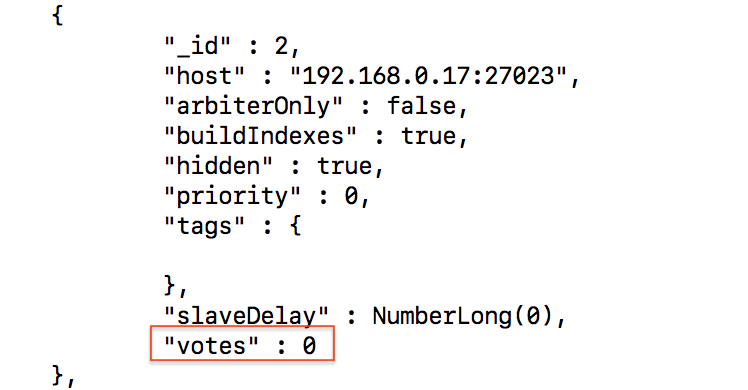 {
"_id" : 2,
"host" : "192.168.0.17:27023",
"arbiterOnly" : false,
"buildIndexes" : true,
"hidden" : true,
"priority" : 0,
"tags" : {
},
"slaveDelay" : NumberLong(0),
"votes" : 0
},